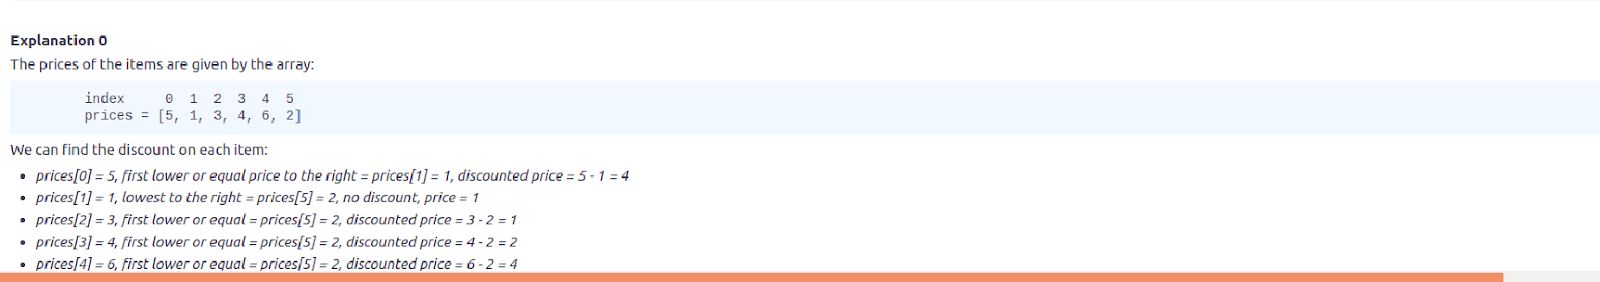 Explanation 0
The prices of the items are given by the array:
index 0 1 2 3 4 5
prices = [5, 1, 3, 4, 6, 2]
We can find the discount on each item:
• prices[0] = 5, first lower or equal price to the right = prices[1] = 1, discounted price = 5 - 1 = 4
• prices[1] = 1, lowest to the right = prices[5] = 2, no discount, price = 1
• prices[2] = 3, first lower or equal = prices[5] = 2, discounted price = 3 - 2 = 1
• prices[3] = 4, first lower or equal = prices[5] = 2, discounted price = 4 - 2 = 2
• prices[4] = 6, first lower or equal = prices[5] = 2, discounted price = 6 - 2 = 4